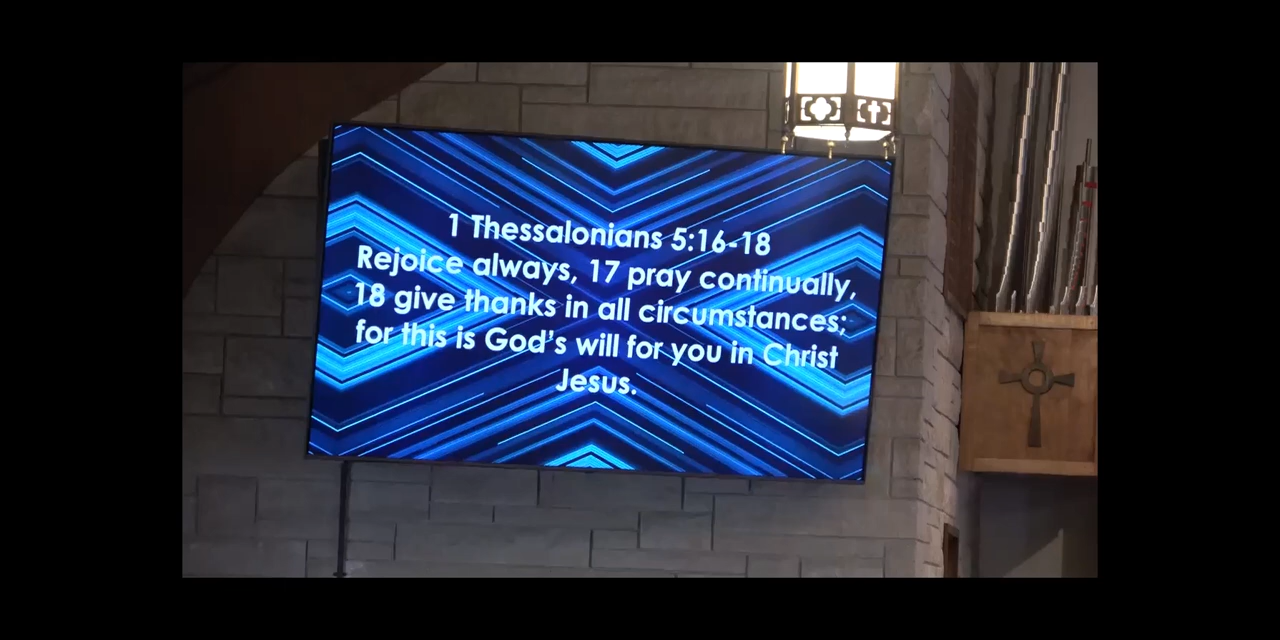 1 Thessalonians 5:16-18
Rejoice always, 17 pray continually,
18 give thanks in all circumstances;
for this is God's will for you in Christ
Jesus.